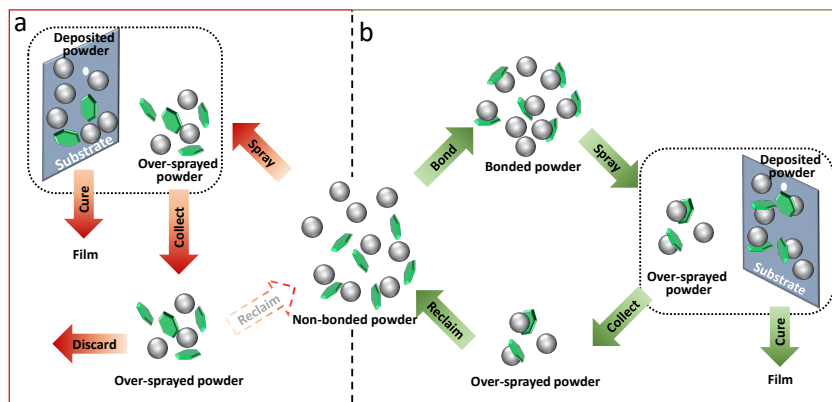 a
Deposited
powder
Substrate
Over-sprayed
powder
Spray
Cure
Collect
Film
Reclaim
Discard
Over-sprayed powder
Non-bonded powder
b
Bond
Bonded powder
Spray
Deposited
powder
Substrate
Over-sprayed
powder
Collect
Reclaim
Over-sprayed powder
Cure
Film